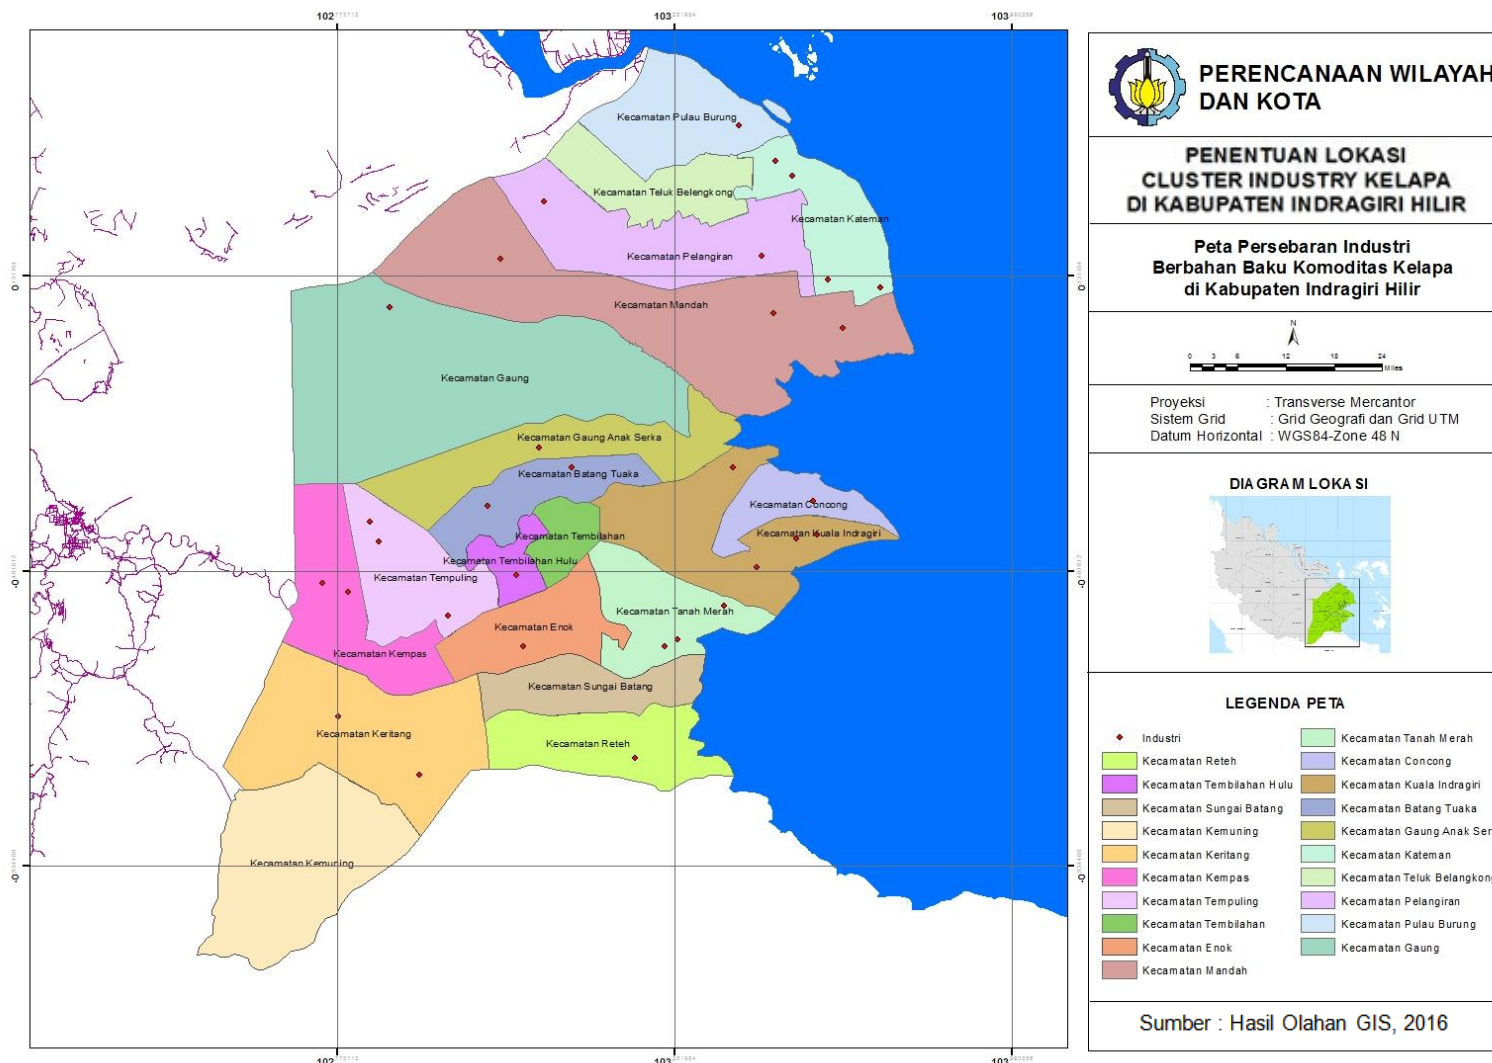 102
103
103
Kecamatan Pulau Burung
Kecamatan Teluk Belengkong
Kecamatan Kateman
Kecamatan Pelangiran
Kecamatan Mandah
Kecamatan Gaung
Kecamatan Gaung Anak Serka
Kecamatan Batang Tuaka
Kecamatan Concong
Kecamatan Kuala Indragiri
Kecamatan Tembilahan
Kecamatan Tembilahan Hulu
Kecamatan Tempuling
Kecamatan Tanah Merah
Kecamatan Enok
Kecamatan Kempas
Kecamatan Sungai Batang
Kecamatan Keritang
Kecamatan Reteh
Kecamatan Kemuning
102
103
103
PERENCANAAN WILAYAH
DAN KOTA
PENENTUAN LOKASI
CLUSTER INDUSTRY KELAPA
DI KABUPATEN INDRAGIRI HILIR
Peta Persebaran Industri
Berbahan Baku Komoditas Kelapa
di Kabupaten Indragiri Hilir
N
0 3 6 12 18 24
Miles
Proyeksi : Transverse Mercantor
Sistem Grid : Grid Geografi dan Grid UTM
Datum Horizontal : WGS84-Zone 48 N
DIAGRAM LOKASI
LEGENDA PETA
Industri
Kecamatan Reteh
Kecamatan Tembilahan Hulu
Kecamatan Sungai Batang
Kecamatan Kemuning
Kecamatan Keritang
Kecamatan Kempas
Kecamatan Tempuling
Kecamatan Tembilahan
Kecamatan Enok
Kecamatan Mandah
Kecamatan Tanah Merah
Kecamatan Concong
Kecamatan Kuala Indragiri
Kecamatan Batang Tuaka
Kecamatan Gaung Anak Ser
Kecamatan Kateman
Kecamatan Teluk Belangkong
Kecamatan Pelangiran
Kecamatan Pulau Burung
Kecamatan Gaung
Sumber : Hasil Olahan GIS, 2016